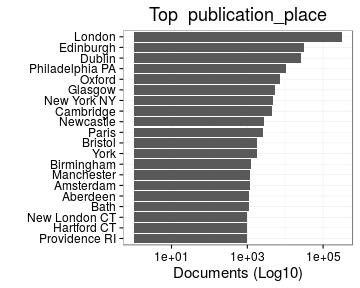 Top publication_place
London
Edinburgh
Dublin
Philadelphia PA
Oxford
Glasgow
New York NY
Cambridge
Newcastle
Paris
Bristol
York
Birmingham
Manchester
Amsterdam
Aberdeen
Bath
New London CT
Hartford CT
Providence RI
1e+01 1e+03 1e+05
Documents (Log10)